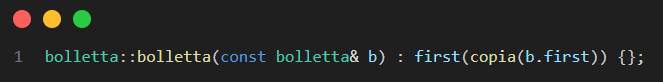 1 bolletta::bolletta(const bolletta& b) : first(copia(b.first)) {};